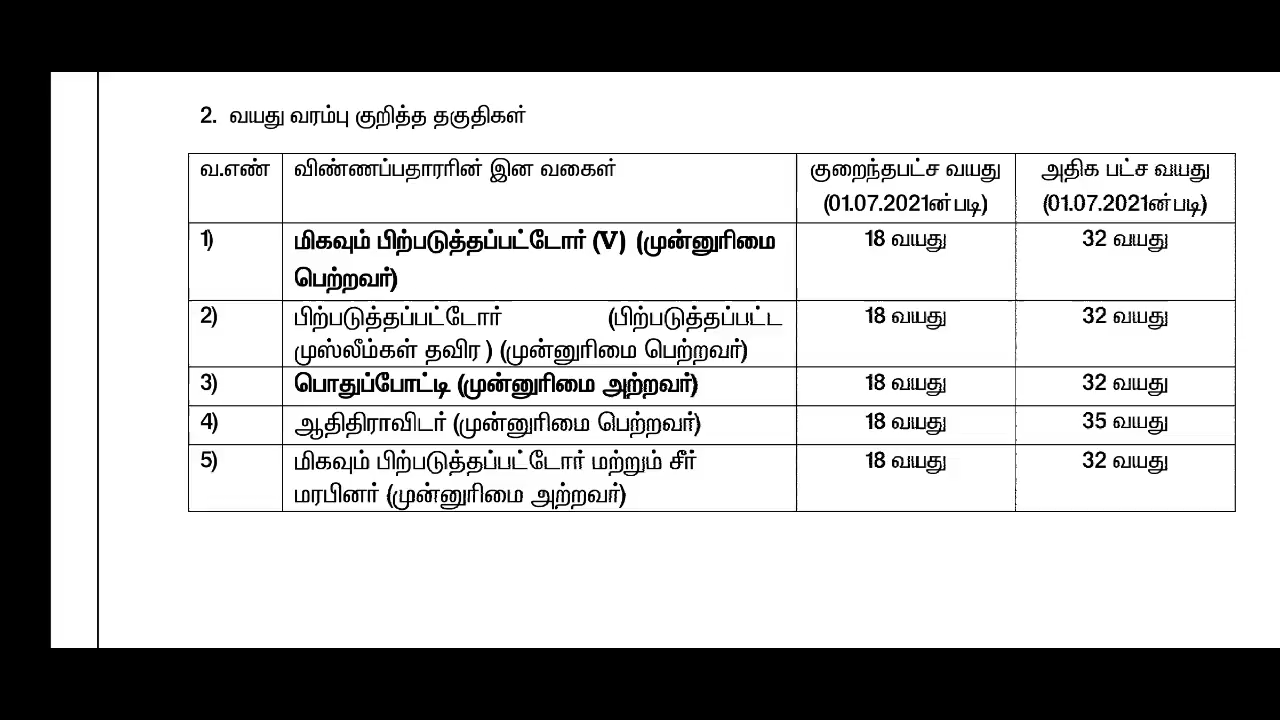 2. வயது வரம்பு குறித்த தகுதிகள்
வ.எண் விண்ணப்பதாரரின் இன வகைள் குறைந்தபட்ச வயது அதிக பட்ச வயது
(01.07.2021ன்படி) (01.07.2021ன்படி)
1) மிகவும் பிற்படுத்தப்பட்டோர் (V) (முன்னுரிமை 18 வயது 32 வயது
பெற்றவர்)
2) பிற்படுத்தப்பட்டோர் (பிற்படுத்தப்பட்ட 18 வயது 32 வயது
முஸ்லீம்கள் தவிர ) (முன்னுரிமை பெற்றவர்)
3) பொதுப்போட்டி (முன்னுரிமை அற்றவர்) 18 வயது 32 வயது
4) ஆதிதிராவிடர் (முன்னுரிமை பெற்றவர்) 18 வயது 35 வயது
5) மிகவும் பிற்படுத்தப்பட்டோர் மற்றும் சீர் 18 வயது 32 வயது
மரபினர் (முன்னுரிமை அற்றவர்)